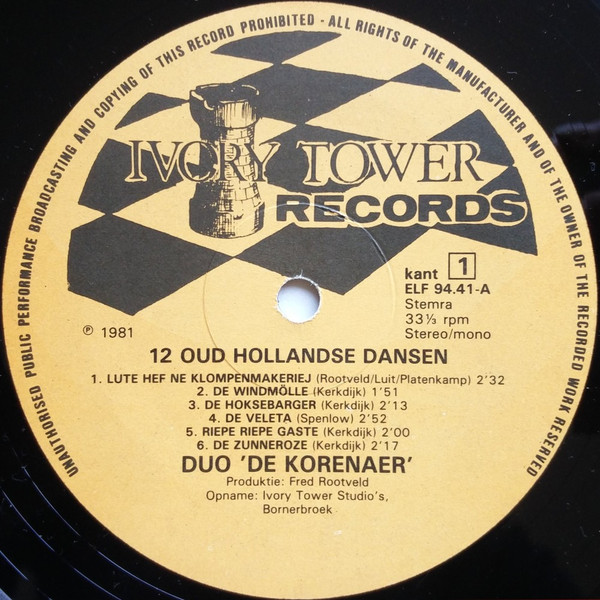 UNAUTHORISED PUBLIC PERFORMANCE BROADCASTING AND COPYING OF THIS RECORD PROHIBITED - ALL RIGHTS OF THE MANUFACTURER AND OF THE OWNER OF THE RECORDED WORK RESERVED
IVORY TOWER
RECORDS
kant 1
ELF 94.41-A
Stemra
33⅓ rpm
Stereo/mono
℗ 1981
12 OUD HOLLANDSE DANSEN
1. LUTE HEF NE KLOMPENMAKERIEJ (Rootveld/Luit/Platenkamp) 2'32
2. DE WINDMÖLLE (Kerkdijk) 1'51
3. DE HOKSEBARGER (Kerkdijk) 2'13
4. DE VELETA (Spenlow) 2'52
5. RIEPE RIEPE GASTE (Kerkdijk) 2'00
6. DE ZUNNEROZE (Kerkdijk) 2'17
DUO 'DE KORENAER'
Produktie: Fred Rootveld
Opname: Ivory Tower Studio's,
Bornerbroek